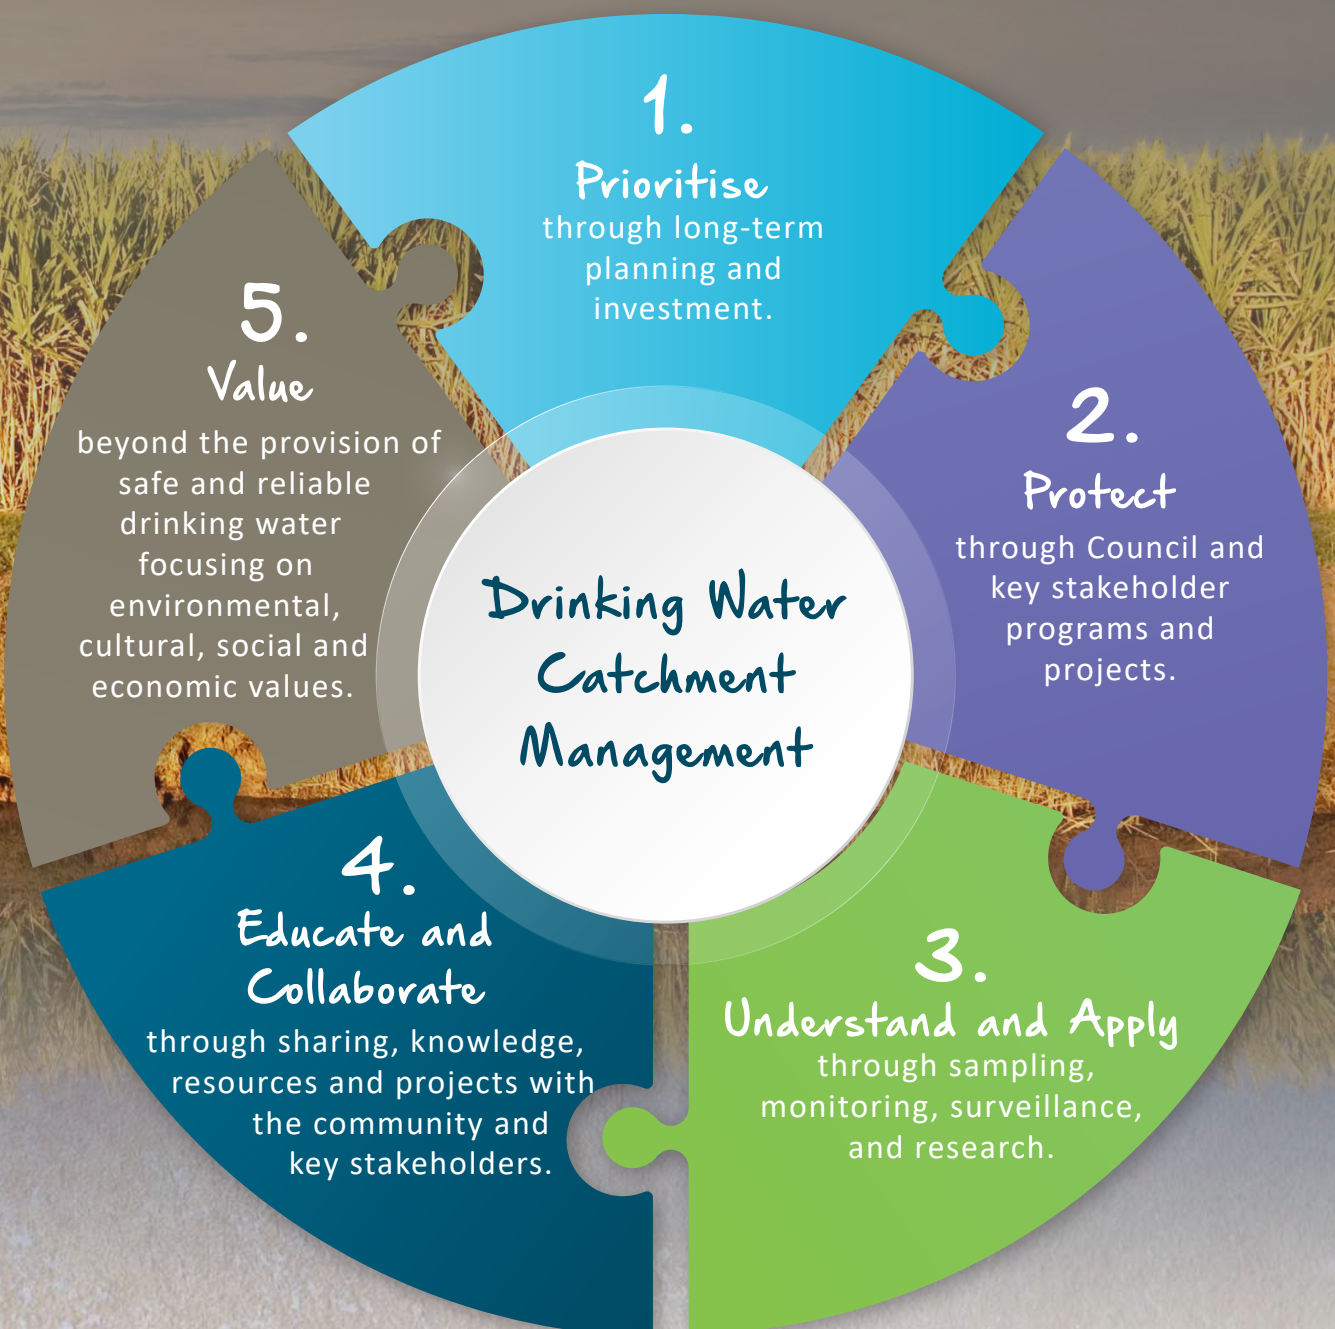 Drinking Water
Catchment
Management
1.
Prioritise
through long-term
planning and
investment.
2.
Protect
through Council and
key stakeholder
programs and
projects.
3.
Understand and Apply
through sampling,
monitoring, surveillance,
and research.
4.
Educate and
Collaborate
through sharing, knowledge,
resources and projects with
the community and
key stakeholders.
5.
Value
beyond the provision of
safe and reliable
drinking water
focusing on
environmental,
cultural, social and
economic values.